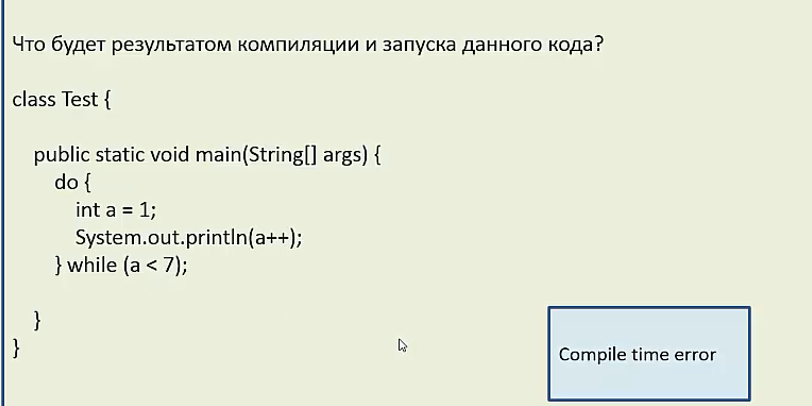 Что будет результатом компиляции и запуска данного кода?
class Test {
public static void main(String[] args) {
do {
int a = 1;
System.out.println(a++);
} while (a < 7);
}
}
Compile time error